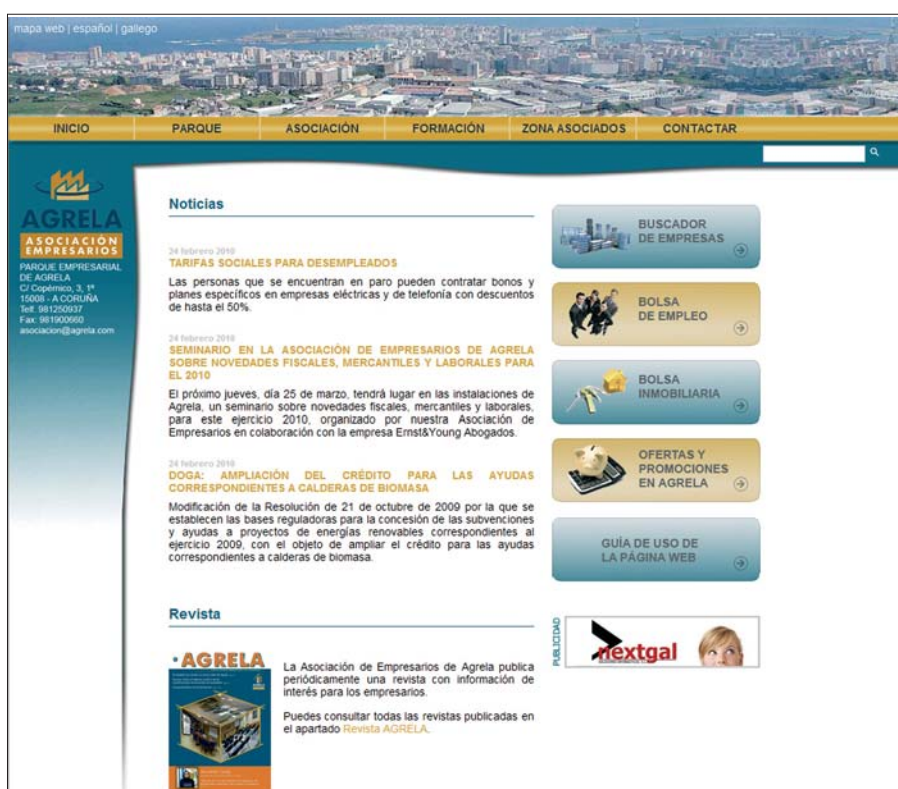 mapa web | español | gallego
INICIO PARQUE ASOCIACIÓN FORMACIÓN ZONA ASOCIADOS CONTACTAR
AGRELA
ASOCIACIÓN
EMPRESARIOS
PARQUE EMPRESARIAL
DE AGRELA
C/ Copérnico, 3, 1º
15008 - A CORUÑA
Telf: 981250937
Fax: 981900660
asociacion@agrela.com
Noticias
24 febrero 2010
TARIFAS SOCIALES PARA DESEMPLEADOS
Las personas que se encuentran en paro pueden contratar bonos y
planes específicos en empresas eléctricas y de telefonía con descuentos
de hasta el 50%.
24 febrero 2010
SEMINARIO EN LA ASOCIACIÓN DE EMPRESARIOS DE AGRELA
SOBRE NOVEDADES FISCALES, MERCANTILES Y LABORALES PARA
EL 2010
El próximo jueves, día 25 de marzo, tendrá lugar en las instalaciones de
Agrela, un seminario sobre novedades fiscales, mercantiles y laborales,
para este ejercicio 2010, organizado por nuestra Asociación de
Empresarios en colaboración con la empresa Ernst&Young Abogados.
24 febrero 2010
DOGA: AMPLIACIÓN DEL CRÉDITO PARA LAS AYUDAS
CORRESPONDIENTES A CALDERAS DE BIOMASA
Modificación de la Resolución de 21 de octubre de 2009 por la que se
establecen las bases reguladoras para la concesión de las subvenciones
y ayudas a proyectos de energías renovables correspondientes al
ejercicio 2009, con el objeto de ampliar el crédito para las ayudas
correspondientes a calderas de biomasa.
Revista
AGRELA
La Asociación de Empresarios de Agrela publica
periódicamente una revista con información de
interés para los empresarios.
Puedes consultar todas las revistas publicadas en
el apartado Revista AGRELA.
BUSCADOR
DE EMPRESAS
BOLSA
DE EMPLEO
BOLSA
INMOBILIARIA
OFERTAS Y
PROMOCIONES
EN AGRELA
GUÍA DE USO DE
LA PÁGINA WEB
PUBLICIDAD
nextgal